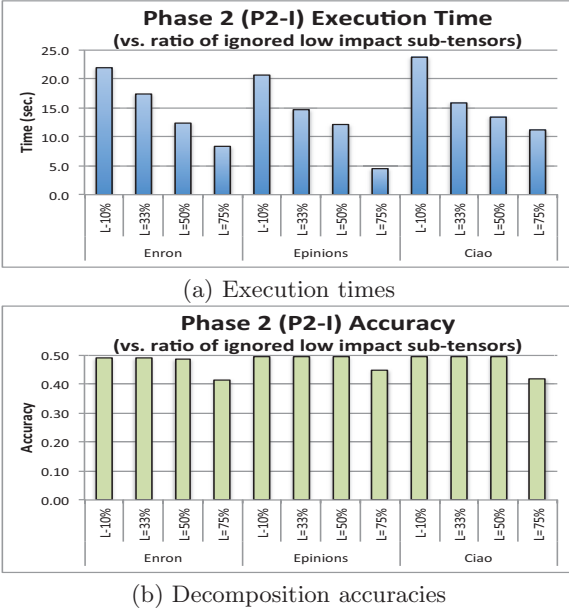 Phase 2 (P2-I) Execution Time
(vs. ratio of ignored low impact sub-tensors)
25.0
20.0
15.0
10.0
5.0
0.0
Time (sec.)
L-10% L=33% L=50% L=75% L-10% L=33% L=50% L=75% L-10% L=33% L=50% L=75%
Enron Epinions Ciao
(a) Execution times
Phase 2 (P2-I) Accuracy
(vs. ratio of ignored low impact sub-tensors)
0.50
0.40
0.30
0.20
0.10
0.00
Accuracy
L-10% L=33% L=50% L=75% L-10% L=33% L=50% L=75% L-10% L=33% L=50% L=75%
Enron Epinions Ciao
(b) Decomposition accuracies